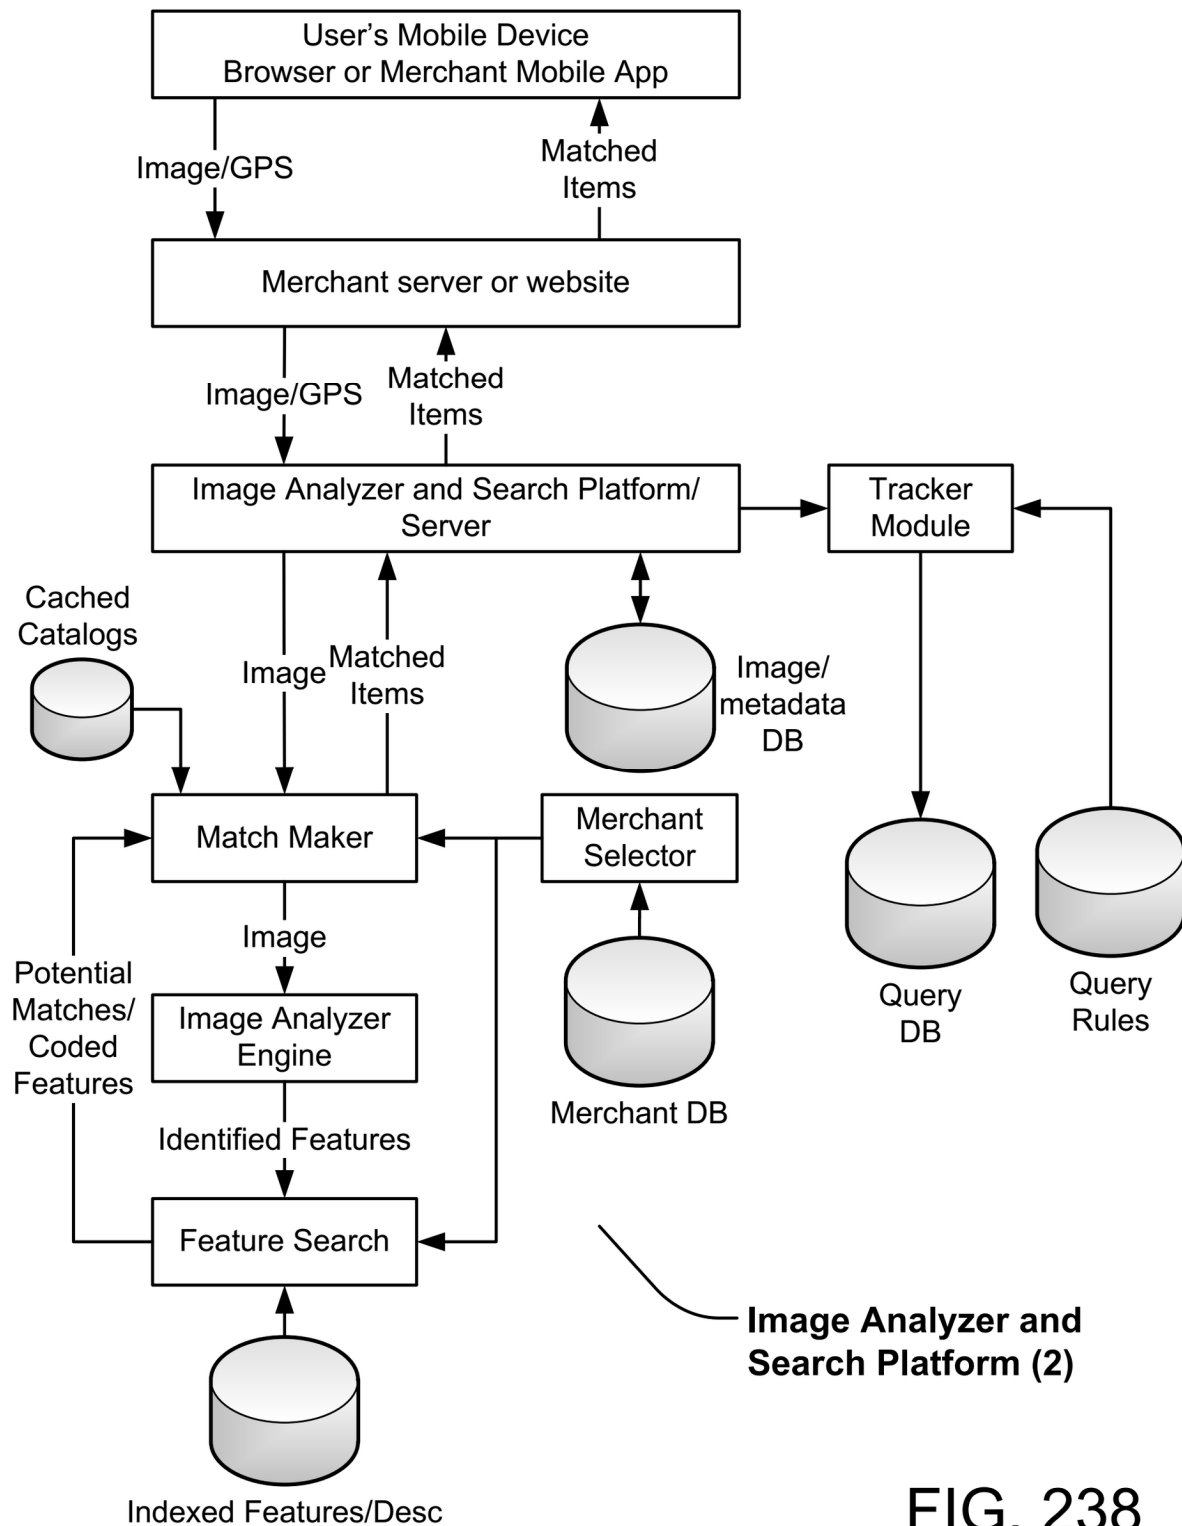 User's Mobile Device
Browser or Merchant Mobile App
Image/GPS
Matched
Items
Merchant server or website
Image/GPS
Matched
Items
Image Analyzer and Search Platform/
Server
Tracker
Module
Cached
Catalogs
Image
Matched
Items
Image/
metadata
DB
Match Maker
Merchant
Selector
Image
Potential
Matches/
Coded
Features
Image Analyzer
Engine
Query
DB
Query
Rules
Merchant DB
Identified Features
Feature Search
Image Analyzer and
Search Platform (2)
Indexed Features/Desc
FIG. 238